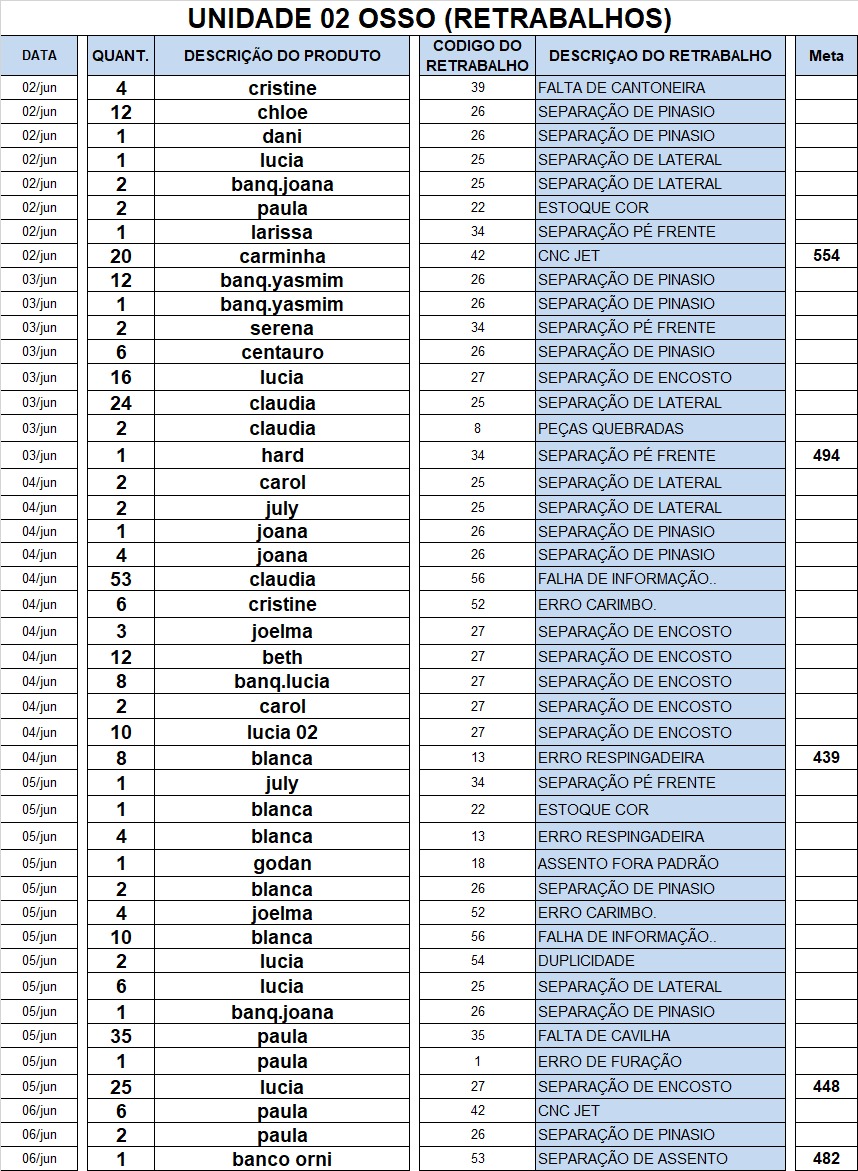 UNIDADE 02 OSSO (RETRABALHOS)
DATA QUANT. DESCRIÇÃO DO PRODUTO CODIGO DO RETRABALHO DESCRIÇAO DO RETRABALHO Meta
02/jun 4 cristine 39 FALTA DE CANTONEIRA
02/jun 12 chloe 26 SEPARAÇÃO DE PINASIO
02/jun 1 dani 26 SEPARAÇÃO DE PINASIO
02/jun 1 lucia 25 SEPARAÇÃO DE LATERAL
02/jun 2 banq.joana 25 SEPARAÇÃO DE LATERAL
02/jun 2 paula 22 ESTOQUE COR
02/jun 1 larissa 34 SEPARAÇÃO PÉ FRENTE
02/jun 20 carminha 42 CNC JET 554
03/jun 12 banq.yasmim 26 SEPARAÇÃO DE PINASIO
03/jun 1 banq.yasmim 26 SEPARAÇÃO DE PINASIO
03/jun 2 serena 34 SEPARAÇÃO PÉ FRENTE
03/jun 6 centauro 26 SEPARAÇÃO DE PINASIO
03/jun 16 lucia 27 SEPARAÇÃO DE ENCOSTO
03/jun 24 claudia 25 SEPARAÇÃO DE LATERAL
03/jun 2 claudia 8 PEÇAS QUEBRADAS
03/jun 1 hard 34 SEPARAÇÃO PÉ FRENTE 494
04/jun 2 carol 25 SEPARAÇÃO DE LATERAL
04/jun 2 july 25 SEPARAÇÃO DE LATERAL
04/jun 1 joana 26 SEPARAÇÃO DE PINASIO
04/jun 4 joana 26 SEPARAÇÃO DE PINASIO
04/jun 53 claudia 56 FALHA DE INFORMAÇÃO..
04/jun 6 cristine 52 ERRO CARIMBO.
04/jun 3 joelma 27 SEPARAÇÃO DE ENCOSTO
04/jun 12 beth 27 SEPARAÇÃO DE ENCOSTO
04/jun 8 banq.lucia 27 SEPARAÇÃO DE ENCOSTO
04/jun 2 carol 27 SEPARAÇÃO DE ENCOSTO
04/jun 10 lucia 02 27 SEPARAÇÃO DE ENCOSTO
04/jun 8 blanca 13 ERRO RESPINGADEIRA 439
05/jun 1 july 34 SEPARAÇÃO PÉ FRENTE
05/jun 1 blanca 22 ESTOQUE COR
05/jun 4 blanca 13 ERRO RESPINGADEIRA
05/jun 1 godan 18 ASSENTO FORA PADRÃO
05/jun 2 blanca 26 SEPARAÇÃO DE PINASIO
05/jun 4 joelma 52 ERRO CARIMBO.
05/jun 10 blanca 56 FALHA DE INFORMAÇÃO..
05/jun 2 lucia 54 DUPLICIDADE
05/jun 6 lucia 25 SEPARAÇÃO DE LATERAL
05/jun 1 banq.joana 26 SEPARAÇÃO DE PINASIO
05/jun 35 paula 35 FALTA DE CAVILHA
05/jun 1 paula 1 ERRO DE FURAÇÃO
05/jun 25 lucia 27 SEPARAÇÃO DE ENCOSTO 448
06/jun 6 paula 42 CNC JET
06/jun 2 paula 26 SEPARAÇÃO DE PINASIO
06/jun 1 banco orni 53 SEPARAÇÃO DE ASSENTO 482